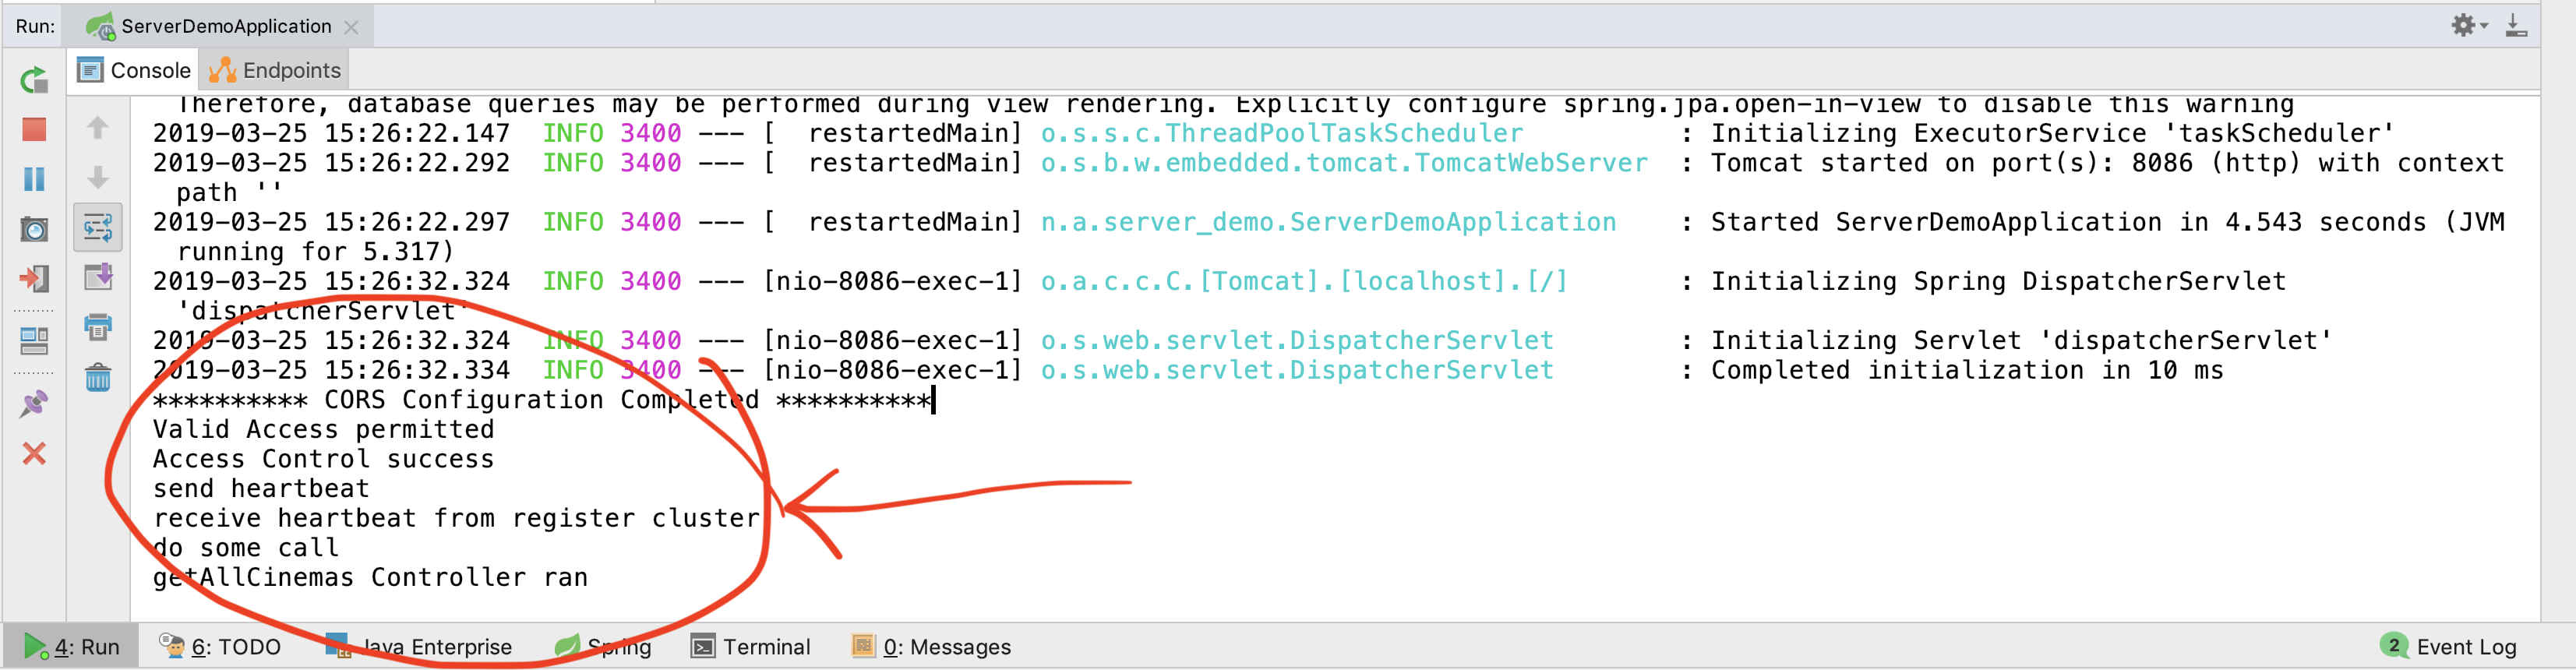 Run: ServerDemoApplication
Console Endpoints
Therefore, database queries may be performed during view rendering. Explicitly configure spring.jpa.open-in-view to disable this warning
2019-03-25 15:26:22.147  INFO 3400 --- [  restartedMain] o.s.s.c.ThreadPoolTaskScheduler          : Initializing ExecutorService 'taskScheduler'
2019-03-25 15:26:22.292  INFO 3400 --- [  restartedMain] o.s.b.w.embedded.tomcat.TomcatWebServer  : Tomcat started on port(s): 8086 (http) with context
path ''
2019-03-25 15:26:22.297  INFO 3400 --- [  restartedMain] n.a.server_demo.ServerDemoApplication    : Started ServerDemoApplication in 4.543 seconds (JVM
running for 5.317)
2019-03-25 15:26:32.324  INFO 3400 --- [nio-8086-exec-1] o.a.c.c.C.[Tomcat].[localhost].[/]       : Initializing Spring DispatcherServlet
'dispatcherServlet'
2019-03-25 15:26:32.324  INFO 3400 --- [nio-8086-exec-1] o.s.web.servlet.DispatcherServlet        : Initializing Servlet 'dispatcherServlet'
2019-03-25 15:26:32.334  INFO 3400 --- [nio-8086-exec-1] o.s.web.servlet.DispatcherServlet        : Completed initialization in 10 ms
********** CORS Configuration Completed **********
Valid Access permitted
Access Control success
send heartbeat
receive heartbeat from register cluster
do some call
getAllCinemas Controller ran
4: Run 6: TODO Java Enterprise Spring Terminal 0: Messages 2 Event Log